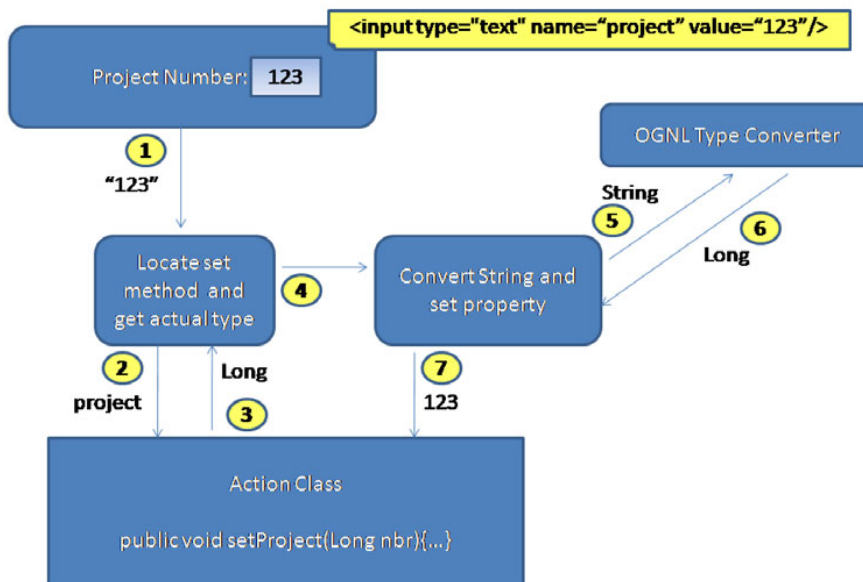 <input type="text" name=“project” value=“123”/>
Project Number: 123
1
“123”
OGNL Type Converter
String
5
6
Long
Locate set
method and
get actual type
4
Convert String and
set property
2
project
Long
3
7
123
Action Class
public void setProject(Long nbr){...}